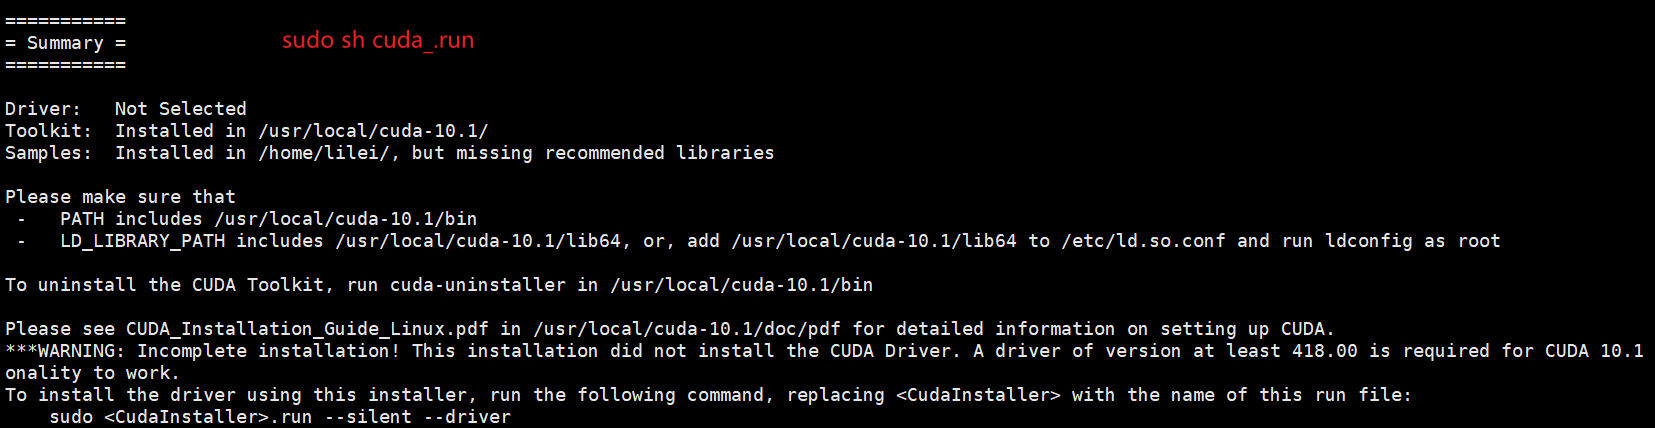 ===========
= Summary =
sudo sh cuda_.run
===========
Driver:   Not Selected
Toolkit:  Installed in /usr/local/cuda-10.1/
Samples:  Installed in /home/lilei/, but missing recommended libraries
Please make sure that
 -   PATH includes /usr/local/cuda-10.1/bin
 -   LD_LIBRARY_PATH includes /usr/local/cuda-10.1/lib64, or, add /usr/local/cuda-10.1/lib64 to /etc/ld.so.conf and run ldconfig as root
To uninstall the CUDA Toolkit, run cuda-uninstaller in /usr/local/cuda-10.1/bin
Please see CUDA_Installation_Guide_Linux.pdf in /usr/local/cuda-10.1/doc/pdf for detailed information on setting up CUDA.
***WARNING: Incomplete installation! This installation did not install the CUDA Driver. A driver of version at least 418.00 is required for CUDA 10.1
onality to work.
To install the driver using this installer, run the following command, replacing <CudaInstaller> with the name of this run file:
    sudo <CudaInstaller>.run --silent --driver